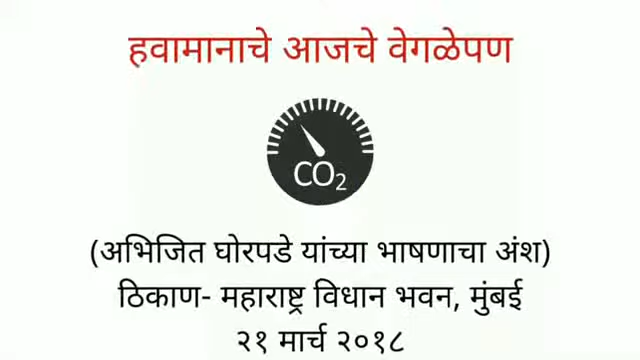 हवामानाचे आजचे वेगळेपण
CO₂
(अभिजित घोरपडे यांच्या भाषणाचा अंश)
ठिकाण- महाराष्ट्र विधान भवन, मुंबई
२१ मार्च २०१८